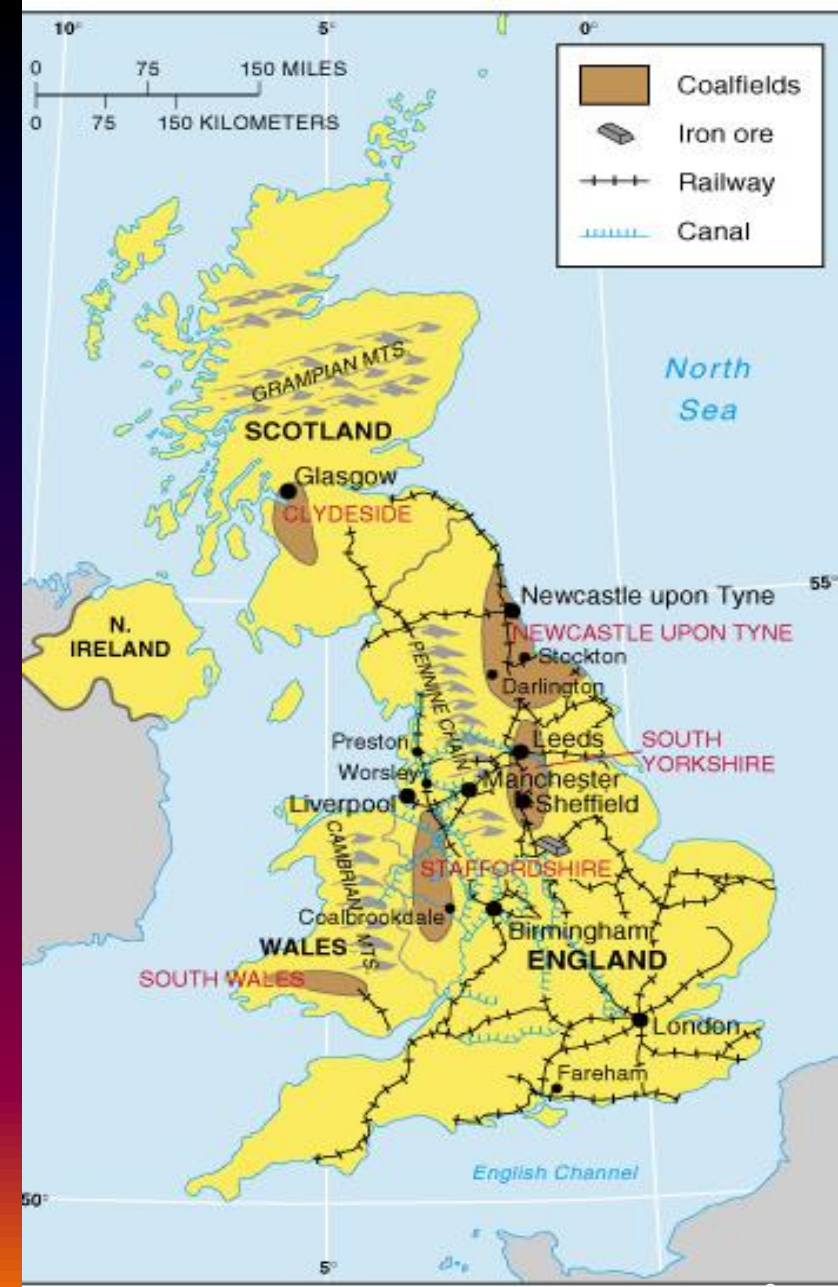 10°
5°
0°
0 75 150 MILES
0 75 150 KILOMETERS
Coalfields
Iron ore
Railway
Canal
North
Sea
GRAMPIAN MTS.
SCOTLAND
Glasgow
CLYDESIDE
55°
N.
IRELAND
Newcastle upon Tyne
NEWCASTLE UPON TYNE
Stockton
Darlington
PENNINE CHAIN
Preston
Leeds
SOUTH
YORKSHIRE
Worsley
Manchester
Liverpool
Sheffield
CAMBRIAN MTS.
STAFFORDSHIRE
Coalbrookdale
Birmingham
WALES
ENGLAND
SOUTH WALES
London
Fareham
English Channel
50°
5°